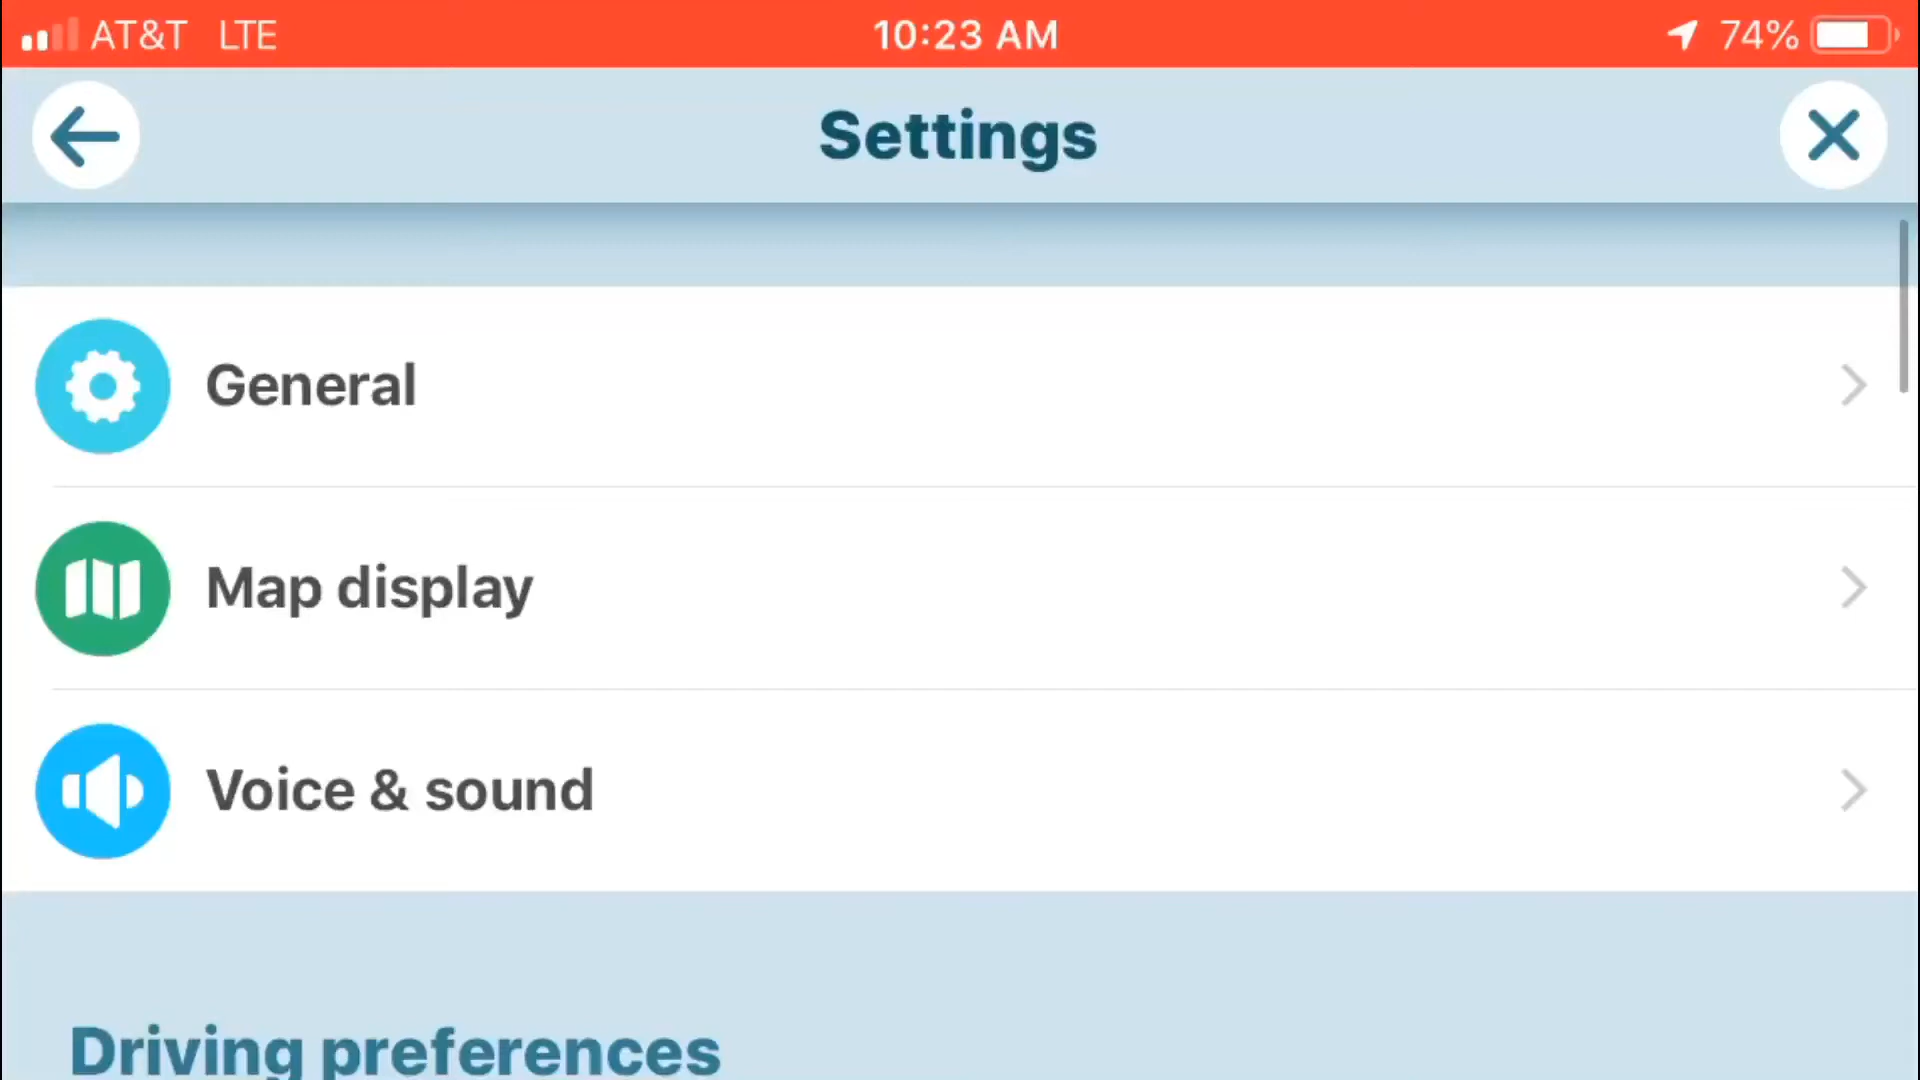 AT&T LTE 10:23 AM 74%
Settings
General
Map display
Voice & sound
Driving preferences